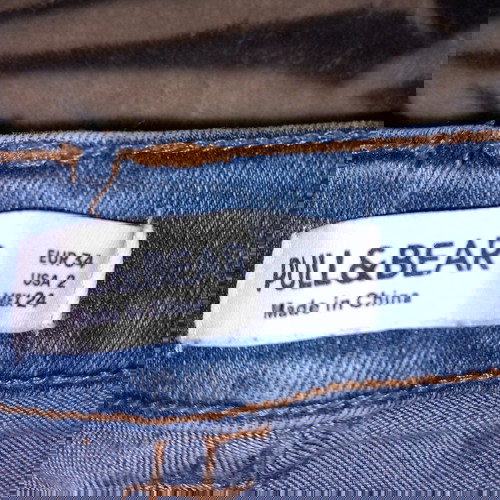 EUR 34
USA 2
MEX 24
PULL&BEAR
Made in China